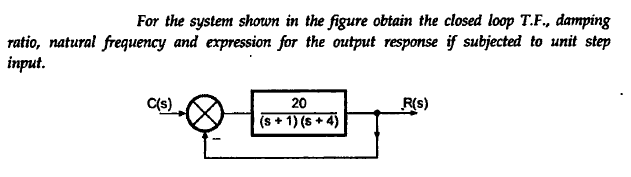 For the system shown in the figure obtain the closed loop T.F., damping
ratio, natural frequency and expression for the output response if subjected to unit step
input.
C(s)
20
R(s)
(s + 1) (s + 4)
–